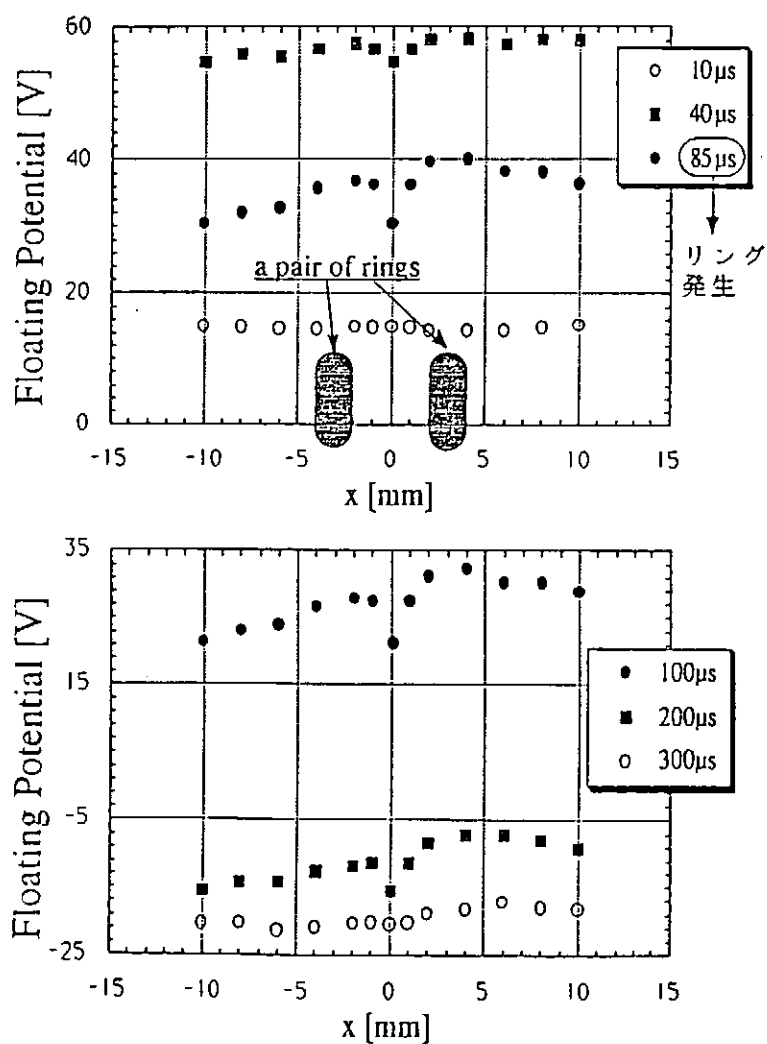 Floating Potential [V]
60
40
20
0
-15
-10
-5
0
5
10
15
x [mm]
10μs
40μs
85μs
リング
発生
a pair of rings
Floating Potential [V]
35
15
-5
-25
-15
-10
-5
0
5
10
15
x [mm]
100μs
200μs
300μs